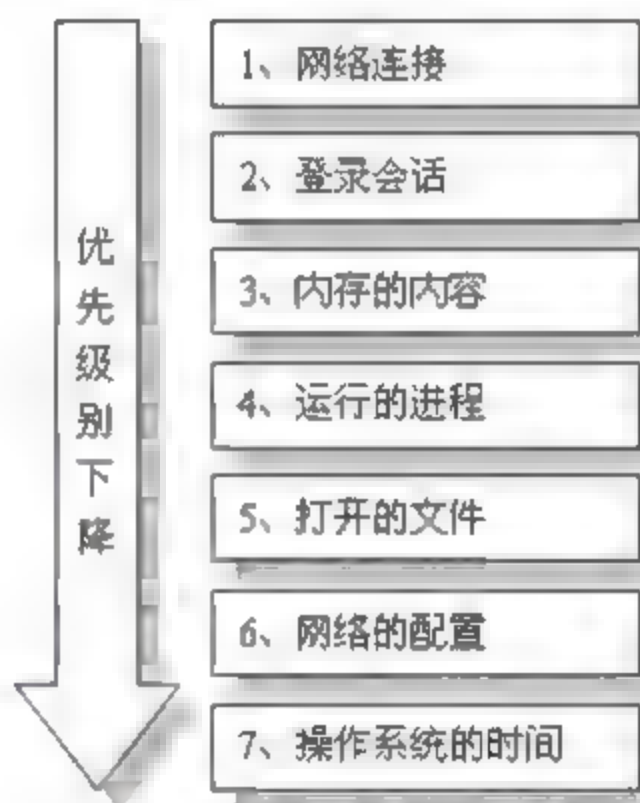 优先级别下降
1、网络连接
2、登录会话
3、内存的内容
4、运行的进程
5、打开的文件
6、网络的配置
7、操作系统的时间